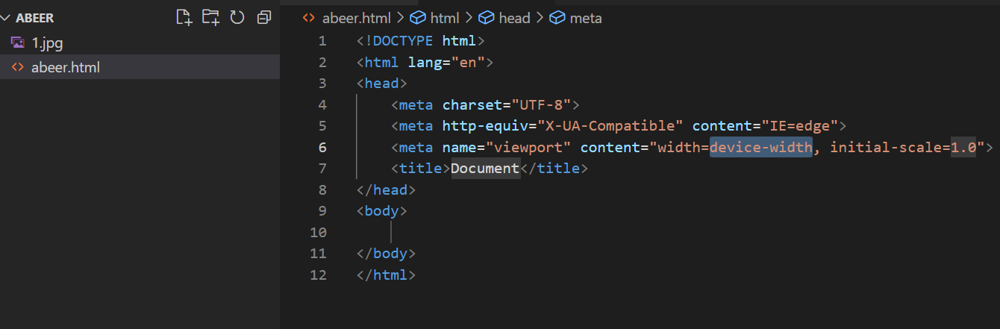 ABEER
1.jpg
abeer.html
abeer.html > html > head > meta
1 <!DOCTYPE html>
2 <html lang="en">
3 <head>
4     <meta charset="UTF-8">
5     <meta http-equiv="X-UA-Compatible" content="IE=edge">
6     <meta name="viewport" content="width=device-width, initial-scale=1.0">
7     <title>Document</title>
8 </head>
9 <body>
10
11 </body>
12 </html>